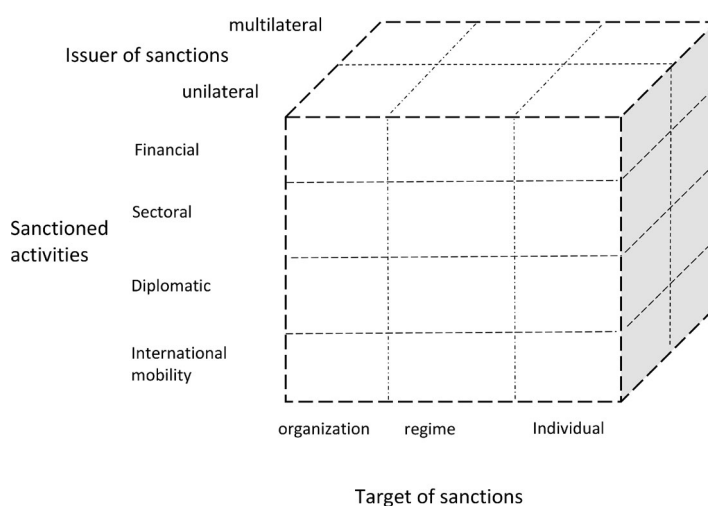 multilateral
Issuer of sanctions
unilateral
Financial
Sectoral
Sanctioned
activities
Diplomatic
International
mobility
organization
regime
Individual
Target of sanctions